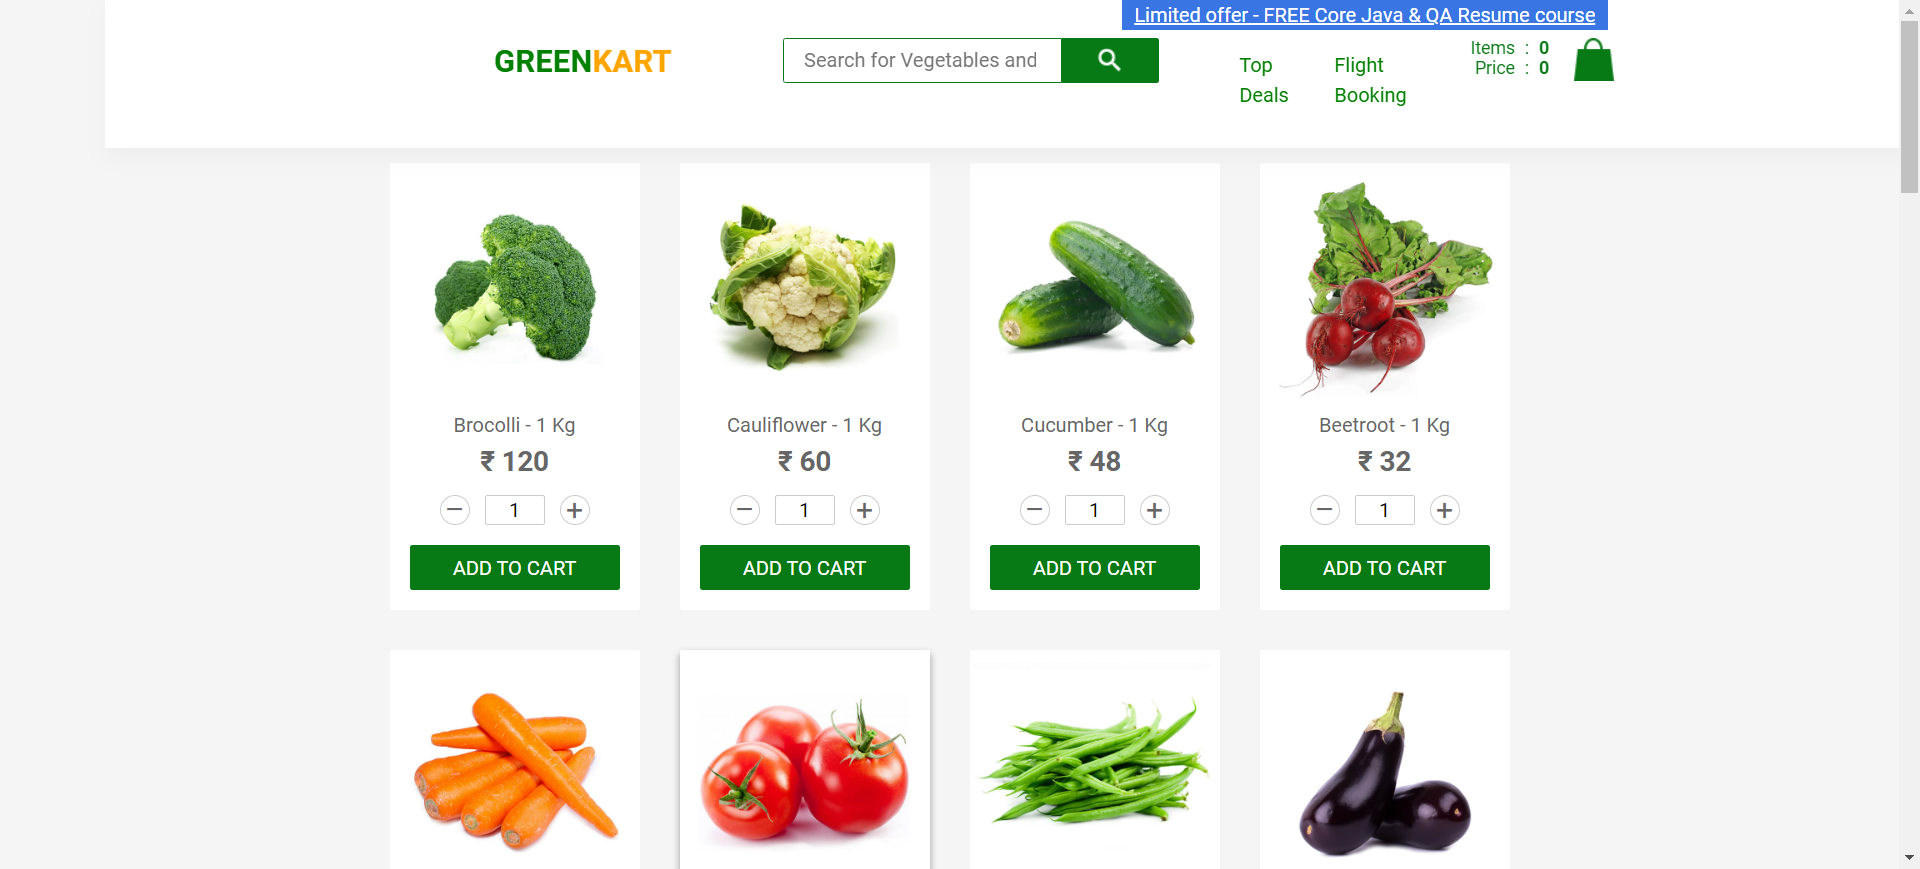 Limited offer - FREE Core Java & QA Resume course
GREENKART
Search for Vegetables and
Top Deals
Flight Booking
Items : 0
Price : 0
Brocolli - 1 Kg
₹ 120
− 1 +
ADD TO CART
Cauliflower - 1 Kg
₹ 60
− 1 +
ADD TO CART
Cucumber - 1 Kg
₹ 48
− 1 +
ADD TO CART
Beetroot - 1 Kg
₹ 32
− 1 +
ADD TO CART